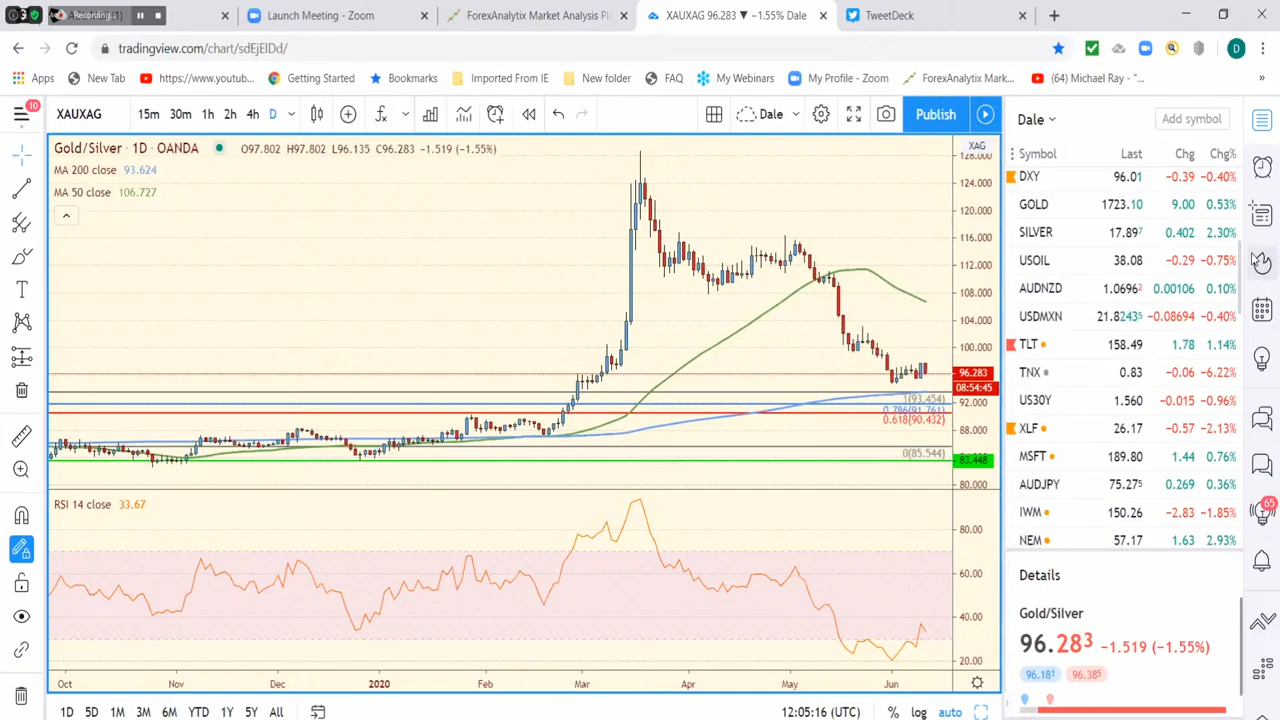 Recording...
Launch Meeting - Zoom
ForexAnalytix Market Analysis Pl
XAUXAG 96.283 ▼ −1.55% Dale
TweetDeck
tradingview.com/chart/sdEjElDd/
D
Apps
New Tab
https://www.youtub...
Getting Started
Bookmarks
Imported From IE
New folder
FAQ
My Webinars
My Profile - Zoom
ForexAnalytix Mark...
(64) Michael Ray - "...
»
10
XAUXAG
15m 30m 1h 2h 4h D
Dale
Publish
Gold/Silver · 1D · OANDA
O97.802 H97.802 L96.135 C96.283 −1.519 (−1.55%)
MA 200 close 93.624
MA 50 close 106.727
XAG
128.000
124.000
120.000
116.000
112.000
108.000
104.000
100.000
96.283
08:54:45
92.000
88.000
83.448
80.000
1(93.454)
0.786(91.761)
0.618(90.432)
0(85.544)
RSI 14 close 33.67
80.00
60.00
40.00
20.00
Oct Nov Dec 2020 Feb Mar Apr May Jun
1D 5D 1M 3M 6M YTD 1Y 5Y All
12:05:16 (UTC)
% log auto
Dale
Add symbol
Symbol Last Chg Chg%
DXY 96.01 −0.39 −0.40%
GOLD 1723.10 9.00 0.53%
SILVER 17.897 0.402 2.30%
USOIL 38.08 −0.29 −0.75%
AUDNZD 1.06962 0.00106 0.10%
USDMXN 21.8243⁵ −0.08694 −0.40%
TLT 158.49 1.78 1.14%
TNX 0.83 −0.06 −6.22%
US30Y 1.560 −0.015 −0.96%
XLF 26.17 −0.57 −2.13%
MSFT 189.80 1.44 0.76%
AUDJPY 75.275 0.269 0.36%
IWM 150.26 −2.83 −1.85%
NEM 57.17 1.63 2.93%
Details
Gold/Silver
96.283 −1.519 (−1.55%)
96.181 96.385
65